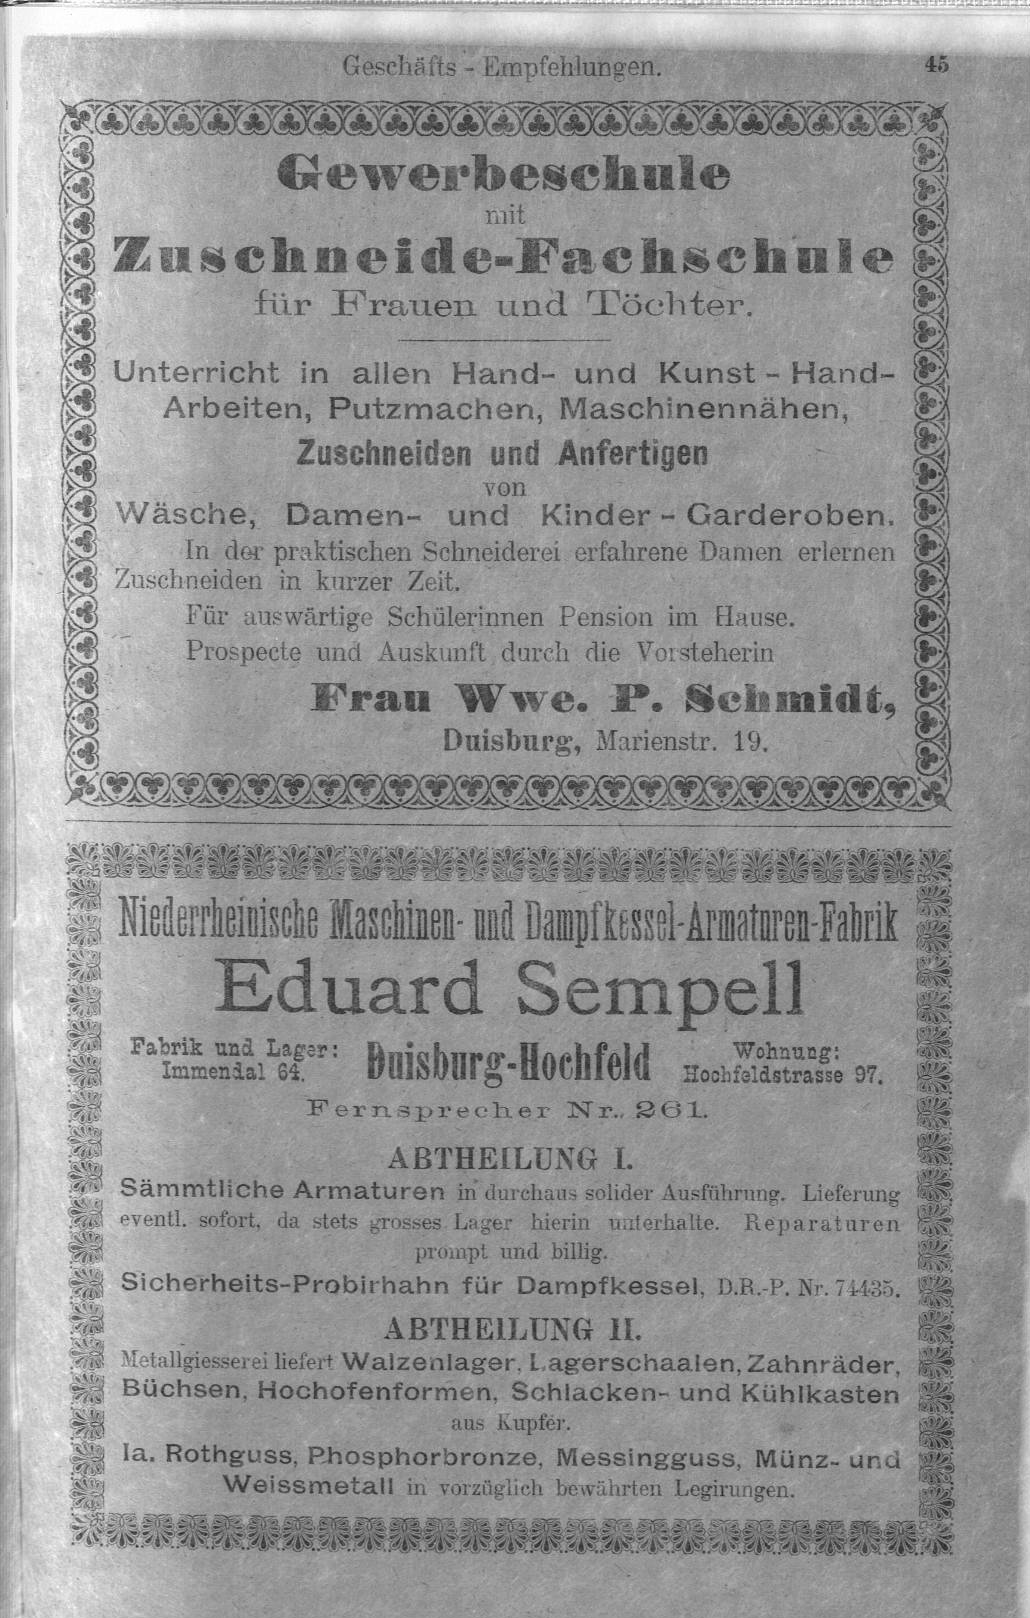 Geschäfts - Empfehlungen. 45
Gewerbeschule
mit
Zuschneide-Fachschule
für Frauen und Töchter.
Unterricht in allen Hand- und Kunst - Hand-
Arbeiten, Putzmachen, Maschinennähen,
Zuschneiden und Anfertigen
von
Wäsche, Damen- und Kinder - Garderoben.
In der praktischen Schneiderei erfahrene Damen erlernen
Zuschneiden in kurzer Zeit.
Für auswärtige Schülerinnen Pension im Hause.
Prospecte und Auskunft durch die Vorsteherin
Frau Wwe. P. Schmidt,
Duisburg, Marienstr. 19.
Niederrheinische Maschinen- und Dampfkessel-Armaturen-Fabrik
Eduard Sempell
Fabrik und Lager:
Immendal 64.
Duisburg-Hochfeld
Wohnung:
Hochfeldstrasse 97.
Fernsprecher Nr. 261.
ABTHEILUNG I.
Sämmtliche Armaturen in durchaus solider Ausführung. Lieferung
eventl. sofort, da stets grosses Lager hierin unterhalte. Reparaturen
prompt und billig.
Sicherheits-Probirhahn für Dampfkessel, D.R.-P. Nr. 74435.
ABTHEILUNG II.
Metallgiesserei liefert Walzenlager, Lagerschaalen, Zahnräder,
Büchsen, Hochofenformen, Schlacken- und Kühlkasten
aus Kupfer.
Ia. Rothguss, Phosphorbronze, Messingguss, Münz- und
Weissmetall in vorzüglich bewährten Legirungen.